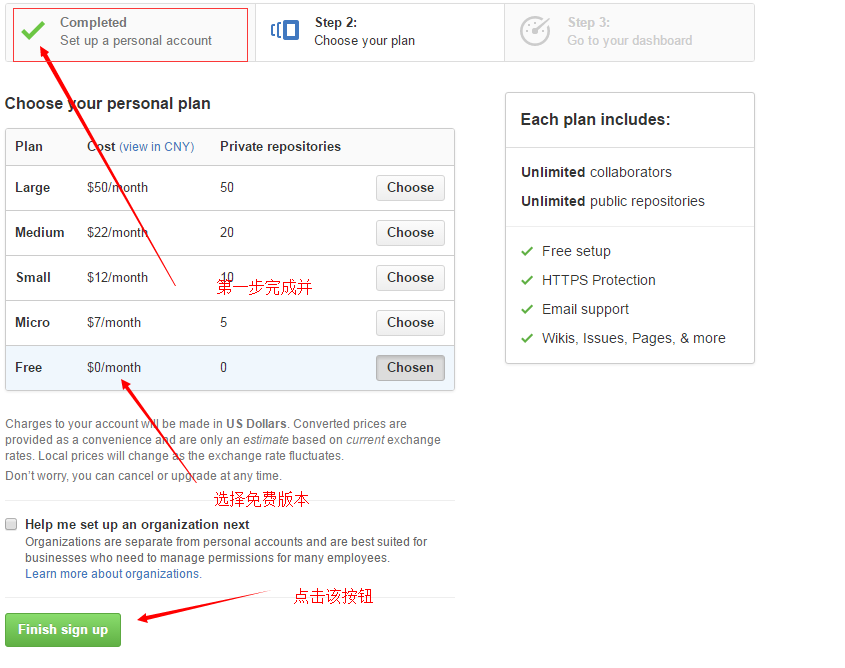 Completed
Set up a personal account
Step 2:
Choose your plan
Step 3:
Go to your dashboard
Choose your personal plan
Plan Cost (view in CNY) Private repositories
Large $50/month 50 Choose
Medium $22/month 20 Choose
Small $12/month 10 Choose
第一步完成并
Micro $7/month 5 Choose
Free $0/month 0 Chosen
Charges to your account will be made in US Dollars. Converted prices are
provided as a convenience and are only an estimate based on current exchange
rates. Local prices will change as the exchange rate fluctuates.
Don’t worry, you can cancel or upgrade at any time.
选择免费版本
Help me set up an organization next
Organizations are separate from personal accounts and are best suited for
businesses who need to manage permissions for many employees.
Learn more about organizations.
点击该按钮
Finish sign up
Each plan includes:
Unlimited collaborators
Unlimited public repositories
Free setup
HTTPS Protection
Email support
Wikis, Issues, Pages, & more